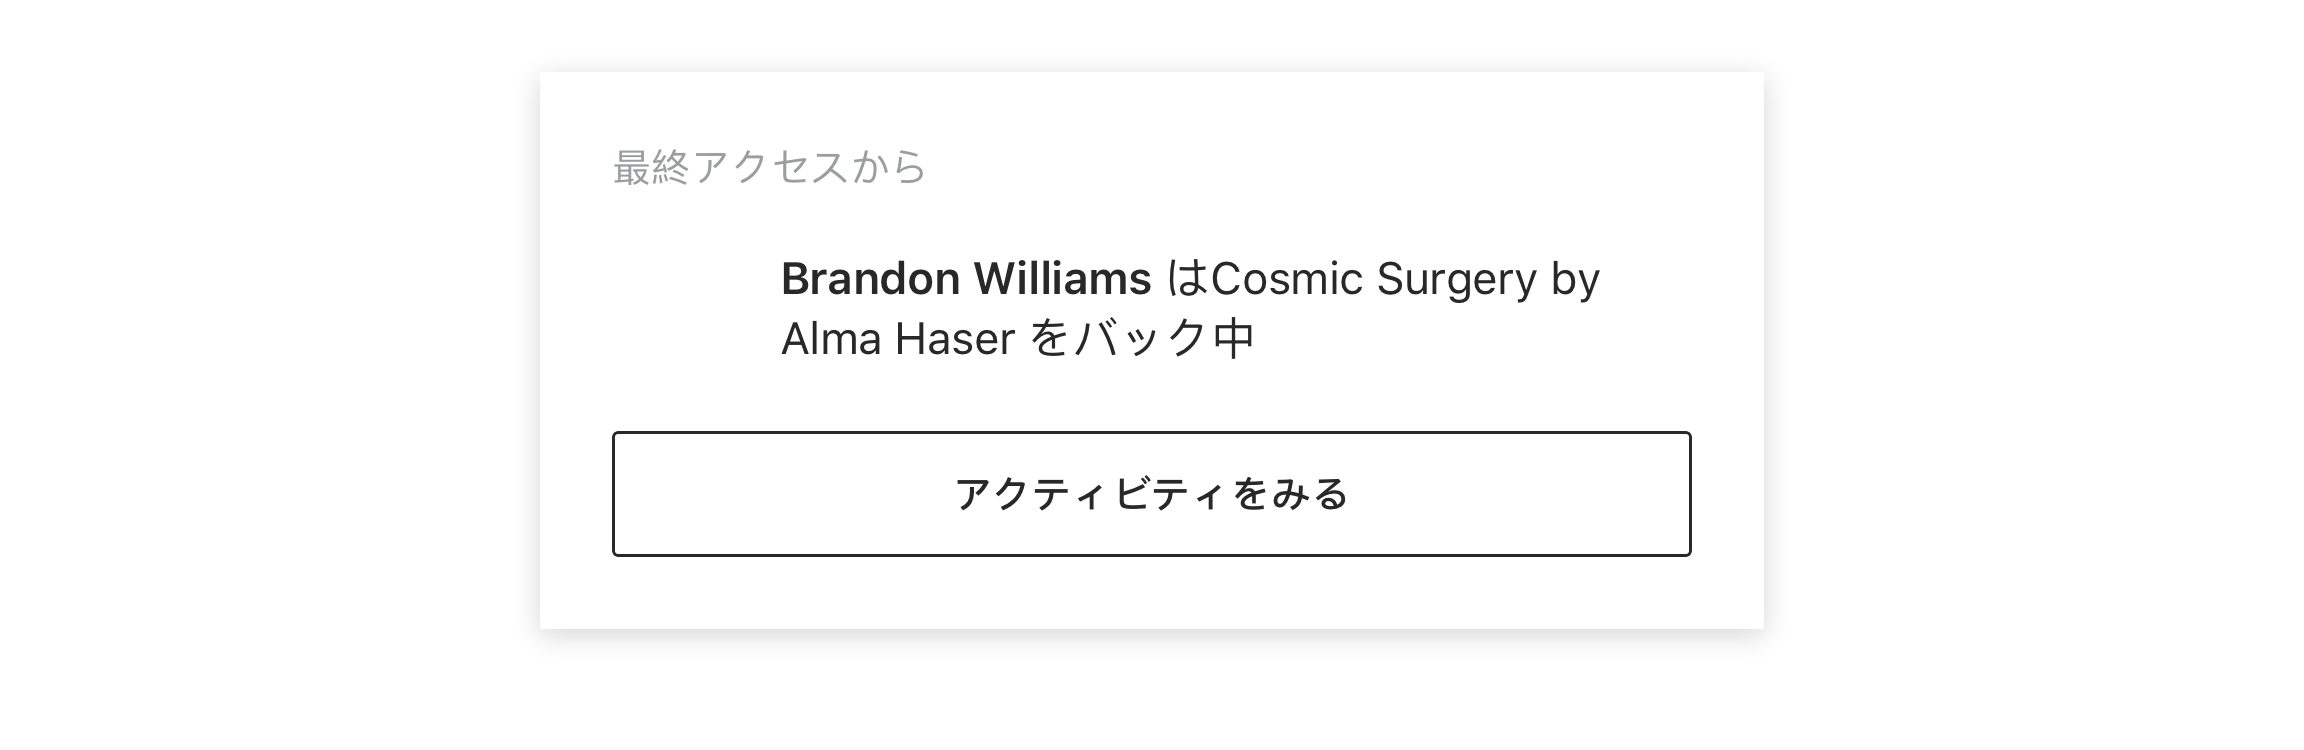 最終アクセスから
Brandon Williams はCosmic Surgery by
Alma Haser をバック中
アクティビティをみる